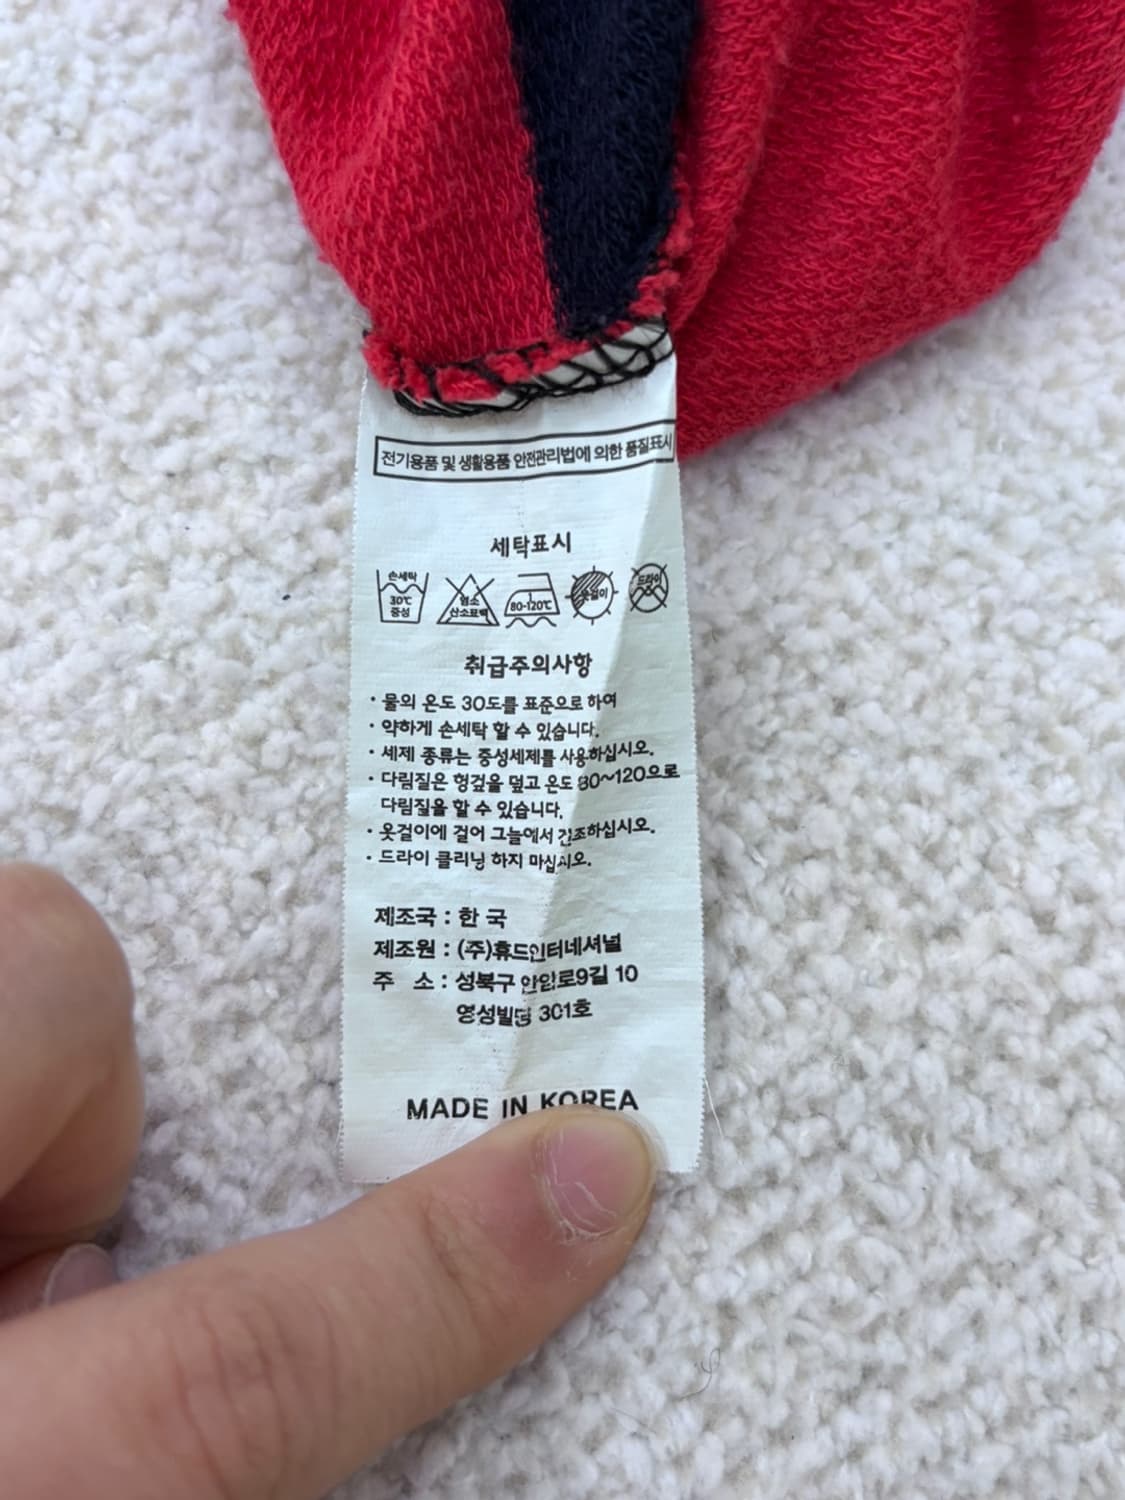 전기용품 및 생활용품 안전관리법에 의한 품질표시
세탁표시
손세탁 30℃ 중성
염소 산소표백
80-120℃
옷걸이
드라이
취급주의사항
· 물의 온도 30도를 표준으로 하여
· 약하게 손세탁 할 수 있습니다.
· 세제 종류는 중성세제를 사용하십시오.
· 다림질은 헝겊을 덮고 온도 80~120으로
다림질을 할 수 있습니다.
· 옷걸이에 걸어 그늘에서 건조하십시오.
· 드라이 클리닝 하지 마십시오.
제조국 : 한 국
제조원 : (주)휴드인터네셔널
주 소 : 성북구 안암로9길 10
영성빌딩 301호
MADE IN KOREA